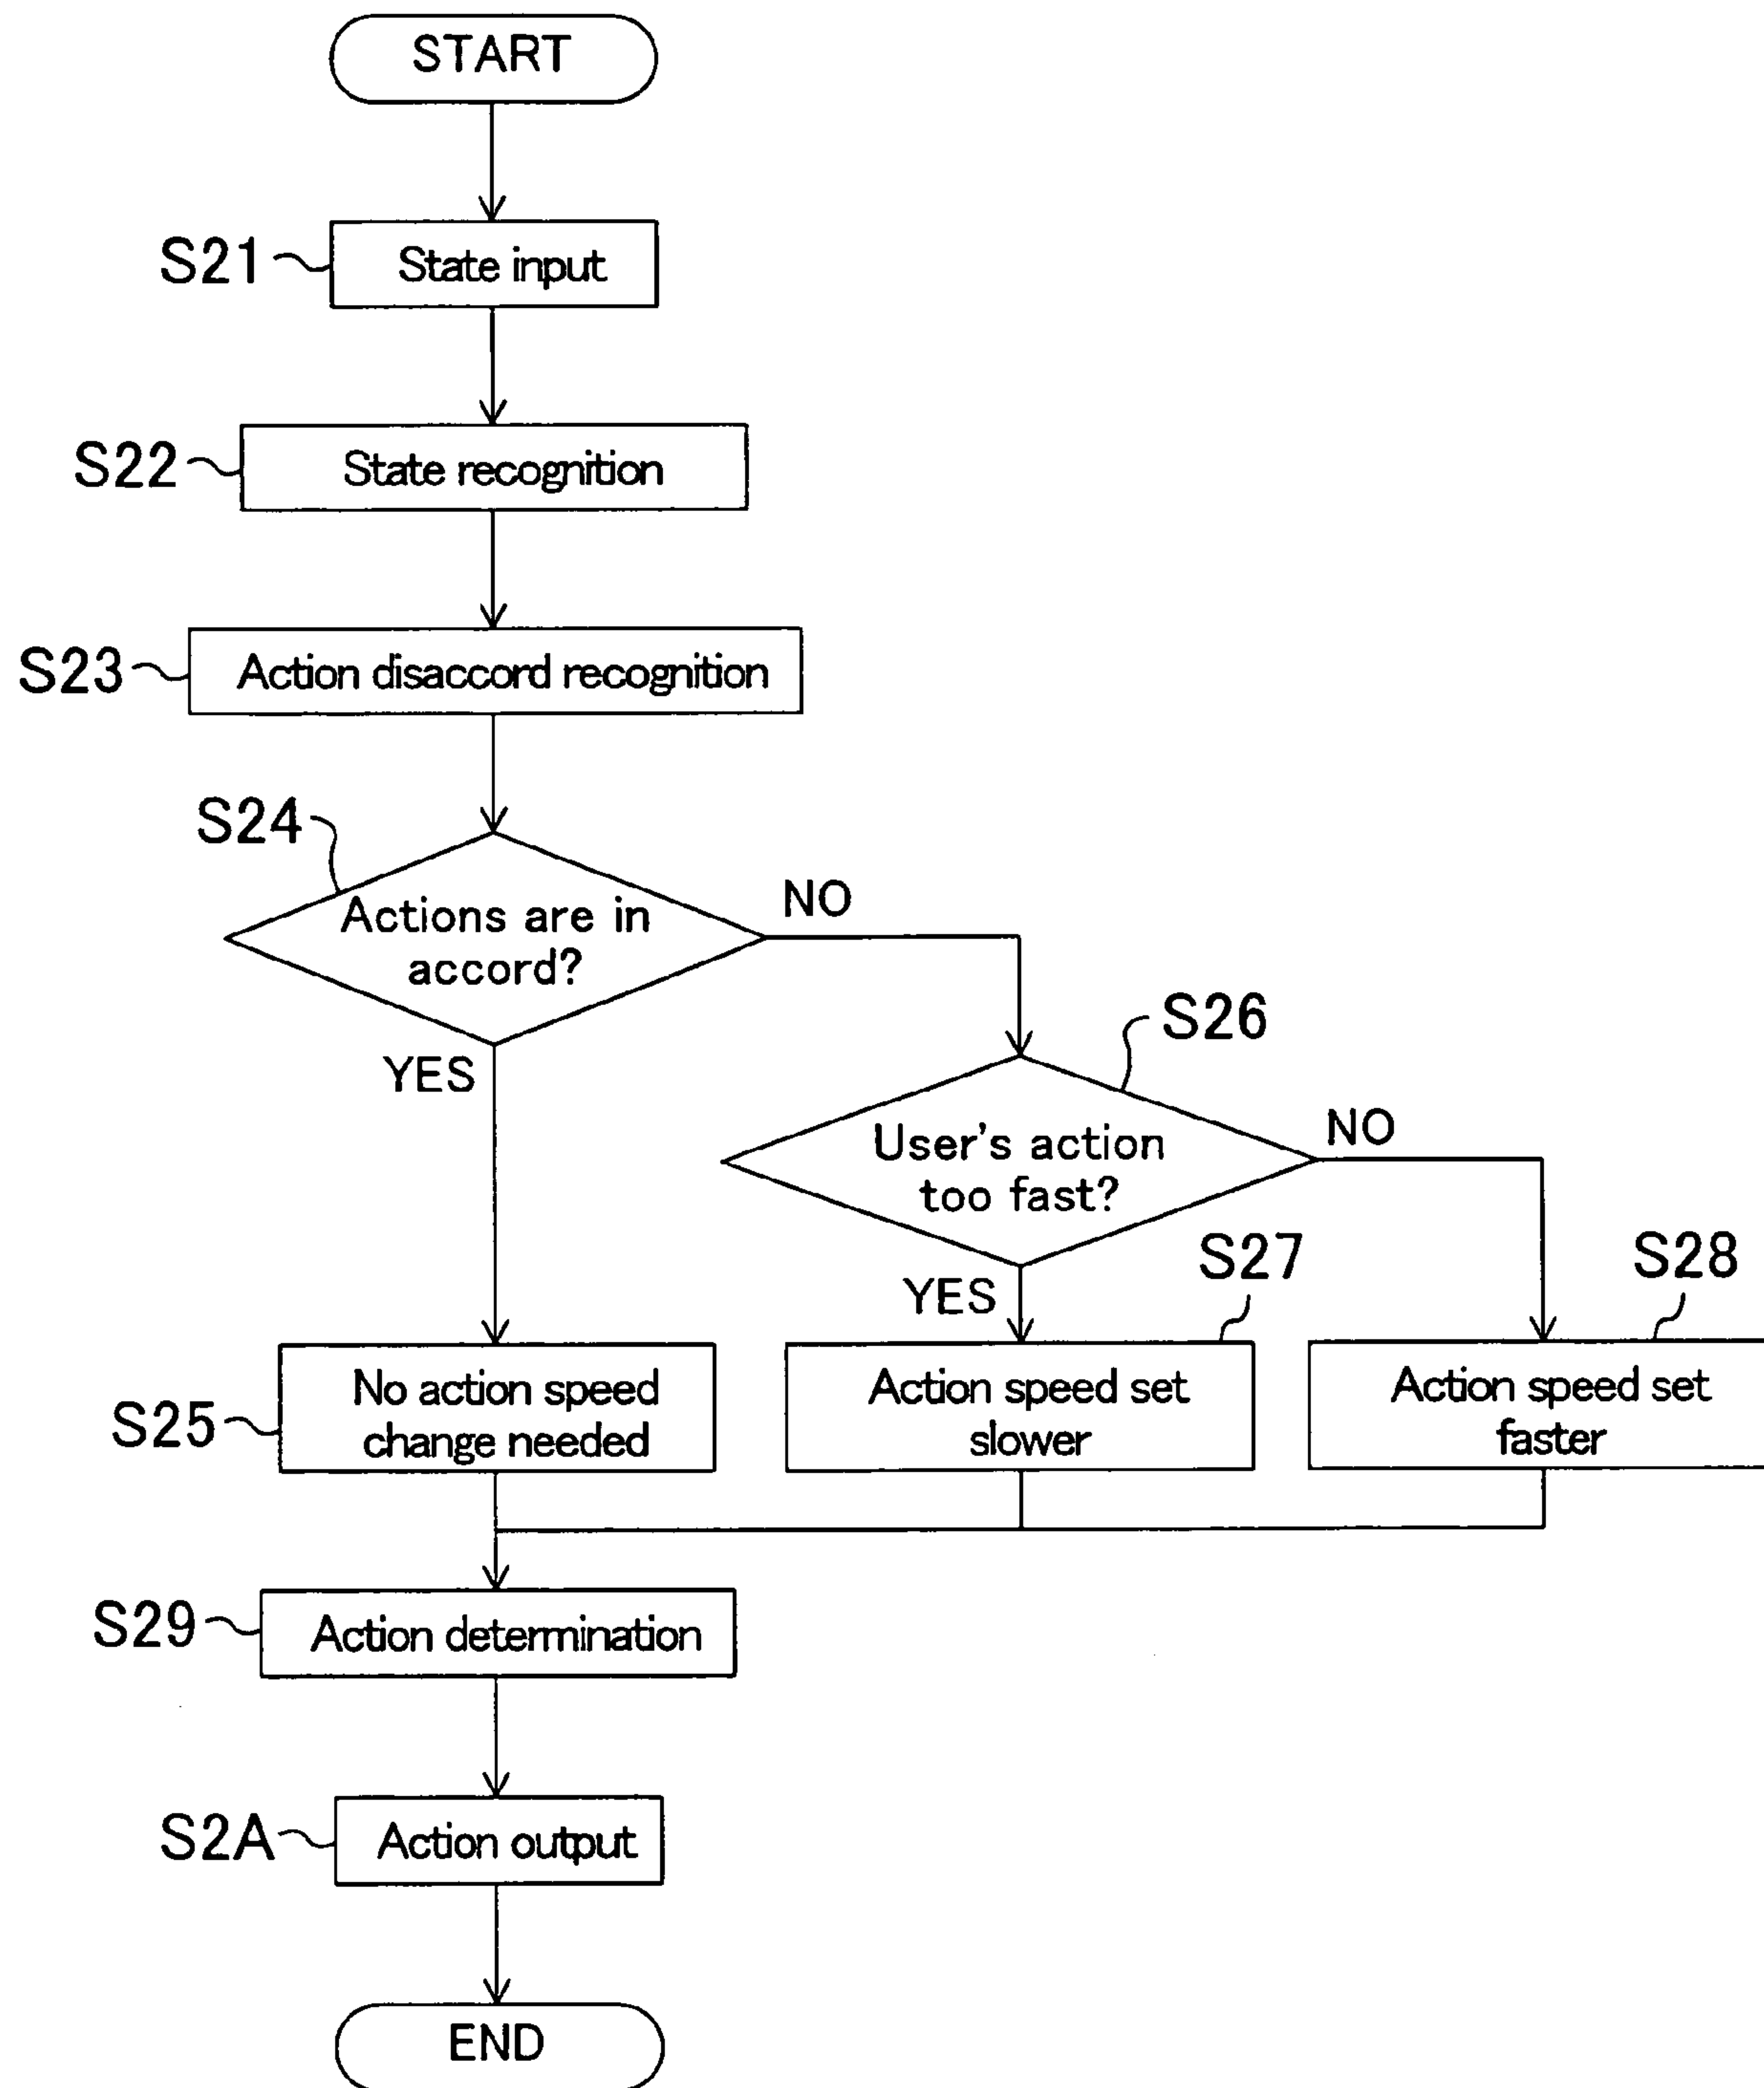 START
S21
State input
S22
State recognition
S23
Action disaccord recognition
S24
Actions are in
accord?
NO
YES
S26
User's action
too fast?
NO
YES
S27
S28
S25
No action speed
change needed
Action speed set
slower
Action speed set
faster
S29
Action determination
S2A
Action output
END